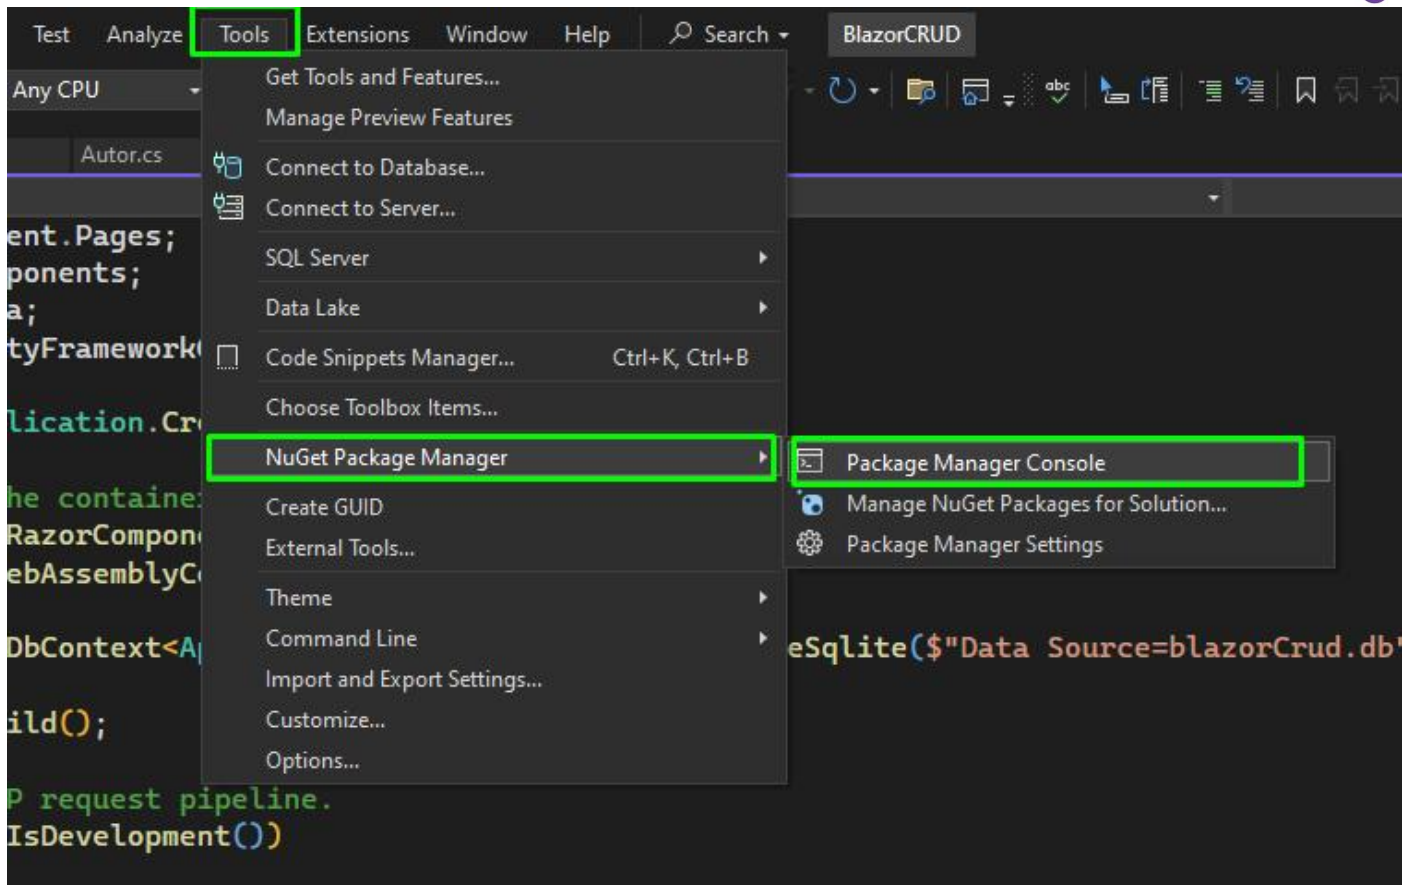 Test Analyze Tools Extensions Window Help Search BlazorCRUD
Any CPU
abc
Autor.cs
Get Tools and Features...
Manage Preview Features
Connect to Database...
Connect to Server...
SQL Server
Data Lake
Code Snippets Manager... Ctrl+K, Ctrl+B
Choose Toolbox Items...
NuGet Package Manager
Create GUID
External Tools...
Theme
Command Line
Import and Export Settings...
Customize...
Options...
Package Manager Console
Manage NuGet Packages for Solution...
Package Manager Settings
ent.Pages;
ponents;
a;
tyFramework
lication.Cr
he containe
RazorCompon
ebAssemblyC
DbContext<A eSqlite($"Data Source=blazorCrud.db"
ild();
P request pipeline.
IsDevelopment())